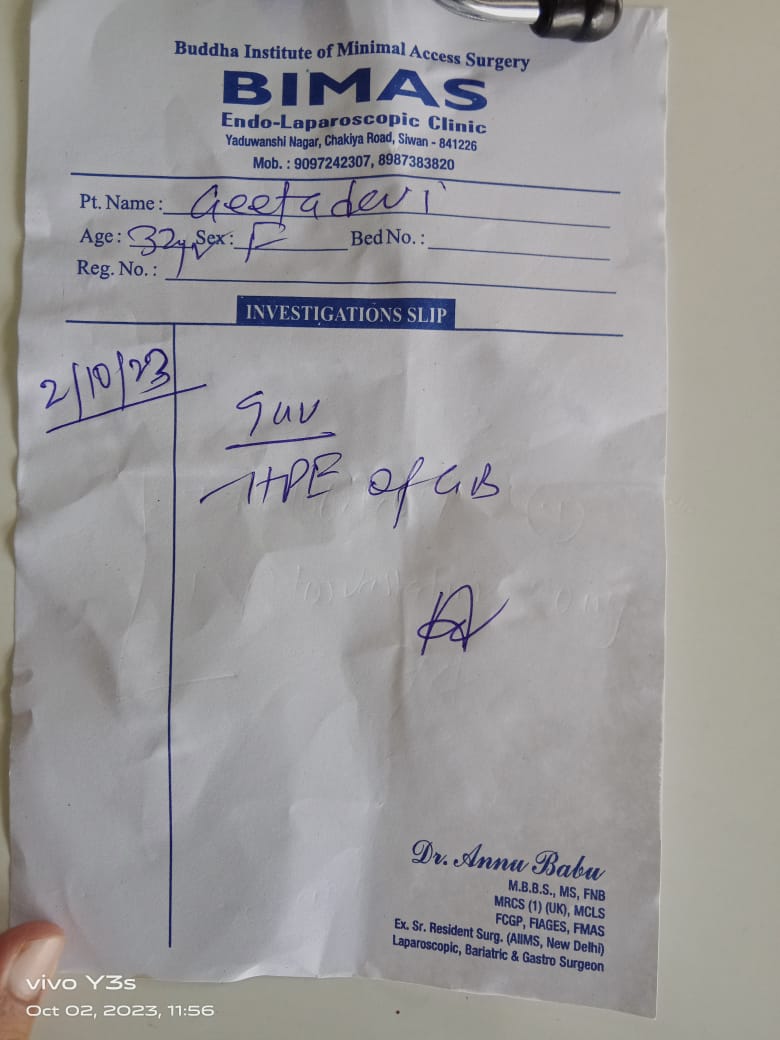 Buddha Institute of Minimal Access Surgery
BIMAS
Endo-Laparoscopic Clinic
Yaduwanshi Nagar, Chakiya Road, Siwan - 841226
Mob. : 9097242307, 8987383820
Pt. Name: Geeta devi
Age: 32yr Sex: F Bed No. :
Reg. No. :
INVESTIGATIONS SLIP
2/10/23
HPE of GB
Dr. Annu Babu
M.B.B.S., MS, FNB
MRCS (1) (UK), MCLS
FCGP, FIAGES, FMAS
Ex. Sr. Resident Surg. (AIIMS, New Delhi)
Laparoscopic, Bariatric & Gastro Surgeon
vivo Y3s
Oct 02, 2023, 11:56